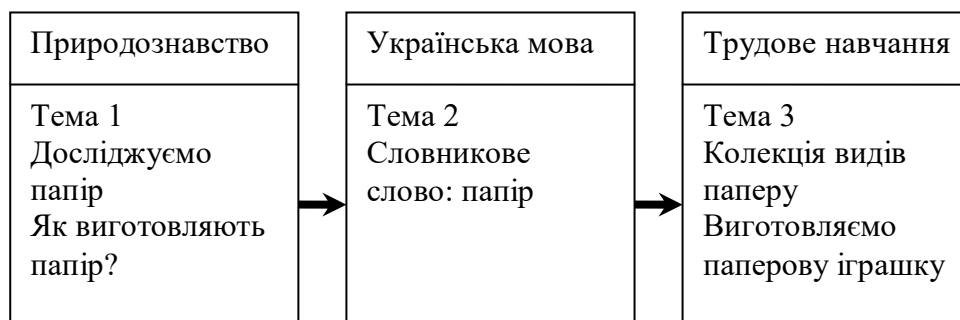 Природознавство
Тема 1
Досліджуємо
папір
Як виготовляють
папір?
Українська мова
Тема 2
Словникове
слово: папір
Трудове навчання
Тема 3
Колекція видів
паперу
Виготовляємо
паперову іграшку